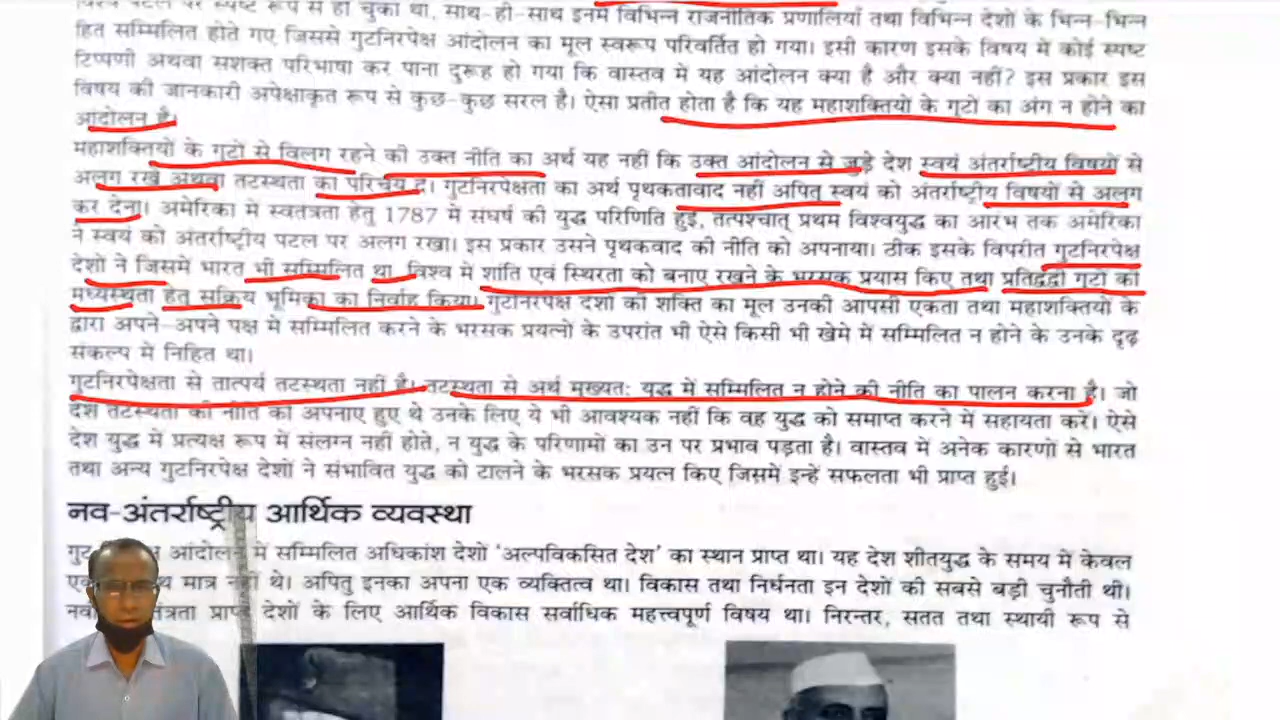 विश्व पटल पर स्पष्ट रूप से हो चुका था, साथ-ही-साथ इनमें विभिन्न राजनीतिक प्रणालियाँ तथा विभिन्न देशों के भिन्न-भिन्न
हित सम्मिलित होते गए जिससे गुटनिरपेक्ष आंदोलन का मूल स्वरूप परिवर्तित हो गया। इसी कारण इसके विषय में कोई स्पष्ट
टिप्पणी अथवा सशक्त परिभाषा कर पाना दुरूह हो गया कि वास्तव में यह आंदोलन क्या है और क्या नहीं? इस प्रकार इस
विषय की जानकारी अपेक्षाकृत रूप से कुछ-कुछ सरल है। ऐसा प्रतीत होता है कि यह महाशक्तियों के गुटों का अंग न होने का
आंदोलन है।
महाशक्तियों के गुटों से विलग रहने की उक्त नीति का अर्थ यह नहीं कि उक्त आंदोलन से जुड़े देश स्वयं अंतर्राष्ट्रीय विषयों से
अलग रखें अथवा तटस्थता का परिचय दें। गुटनिरपेक्षता का अर्थ पृथकतावाद नहीं अपितु स्वयं को अंतर्राष्ट्रीय विषयों से अलग
कर देना। अमेरिका में स्वतंत्रता हेतु 1787 में संघर्ष की युद्ध परिणिति हुई, तत्पश्चात् प्रथम विश्वयुद्ध का आरंभ तक अमेरिका
ने स्वयं को अंतर्राष्ट्रीय पटल पर अलग रखा। इस प्रकार उसने पृथकवाद की नीति को अपनाया। ठीक इसके विपरीत गुटनिरपेक्ष
देशों ने जिसमें भारत भी सम्मिलित था, विश्व में शांति एवं स्थिरता को बनाए रखने के भरसक प्रयास किए तथा प्रतिद्वंद्वी गुटों की
मध्यस्थता हेतु सक्रिय भूमिका का निर्वाह किया। गुटनिरपेक्ष देशों की शक्ति का मूल उनकी आपसी एकता तथा महाशक्तियों के
द्वारा अपने-अपने पक्ष में सम्मिलित करने के भरसक प्रयत्नों के उपरांत भी ऐसे किसी भी खेमे में सम्मिलित न होने के उनके दृढ़
संकल्प में निहित था।
गुटनिरपेक्षता से तात्पर्य तटस्थता नहीं है। तटस्थता से अर्थ मुख्यत: युद्ध में सम्मिलित न होने की नीति का पालन करना है। जो
देश तटस्थता की नीति को अपनाए हुए थे उनके लिए ये भी आवश्यक नहीं कि वह युद्ध को समाप्त करने में सहायता करें। ऐसे
देश युद्ध में प्रत्यक्ष रूप में संलग्न नहीं होते, न युद्ध के परिणामों का उन पर प्रभाव पड़ता है। वास्तव में अनेक कारणों से भारत
तथा अन्य गुटनिरपेक्ष देशों ने संभावित युद्ध को टालने के भरसक प्रयत्न किए जिसमें इन्हें सफलता भी प्राप्त हुई।
नव-अंतर्राष्ट्रीय आर्थिक व्यवस्था
आंदोलन में सम्मिलित अधिकांश देशों 'अल्पविकसित देश' का स्थान प्राप्त था। यह देश शीतयुद्ध के समय में केवल
मात्र नहीं थे। अपितु इनका अपना एक व्यक्तित्व था। विकास तथा निर्धनता इन देशों की सबसे बड़ी चुनौती थी।
प्राप्त देशों के लिए आर्थिक विकास सर्वाधिक महत्त्वपूर्ण विषय था। निरन्तर, सतत तथा स्थायी रूप से